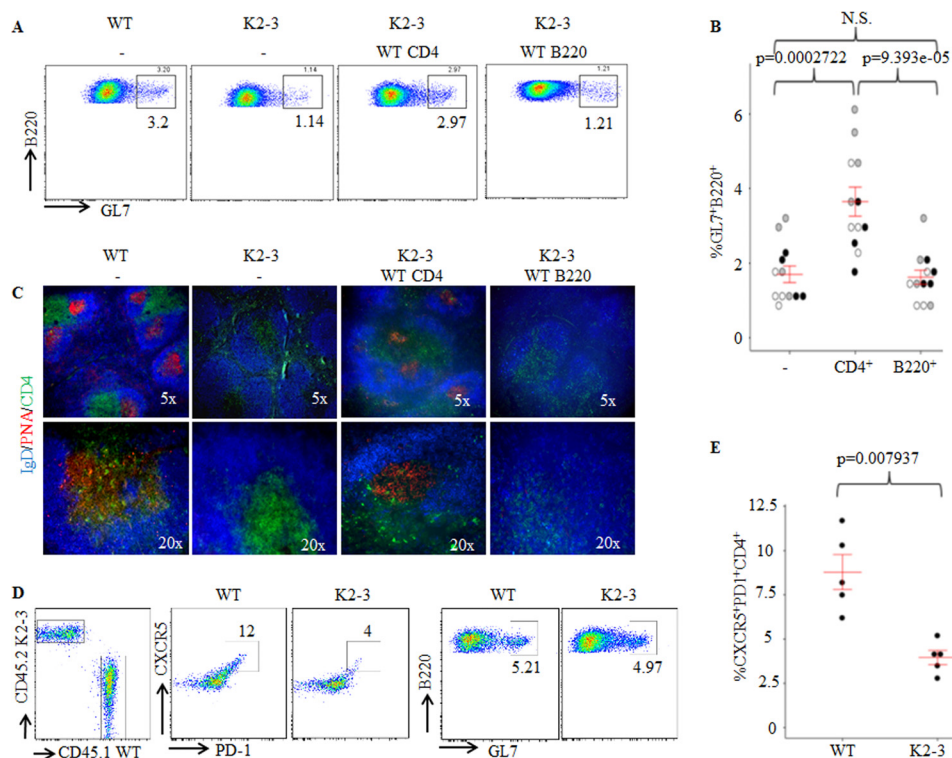 A
WT K2-3 K2-3 K2-3
- - WT CD4 WT B220
3.20 1.14 2.97 1.21
3.2 1.14 2.97 1.21
B220
GL7
B
N.S.
p=0.0002722 p=9.393e-05
%GL7+B220+
6
4
2
0
- CD4⁺ B220⁺
C
WT K2-3 K2-3 K2-3
- - WT CD4 WT B220
IgD/PNA/CD4
5x 5x 5x 5x
20x 20x 20x 20x
D
WT K2-3 WT K2-3
CD45.2 K2-3
CD45.1 WT
CXCR5
12 4
PD-1
B220
5.21 4.97
GL7
E
p=0.007937
%CXCR5⁺PD1⁺CD4⁺
12.5
10
7.5
5
2.5
0
WT K2-3